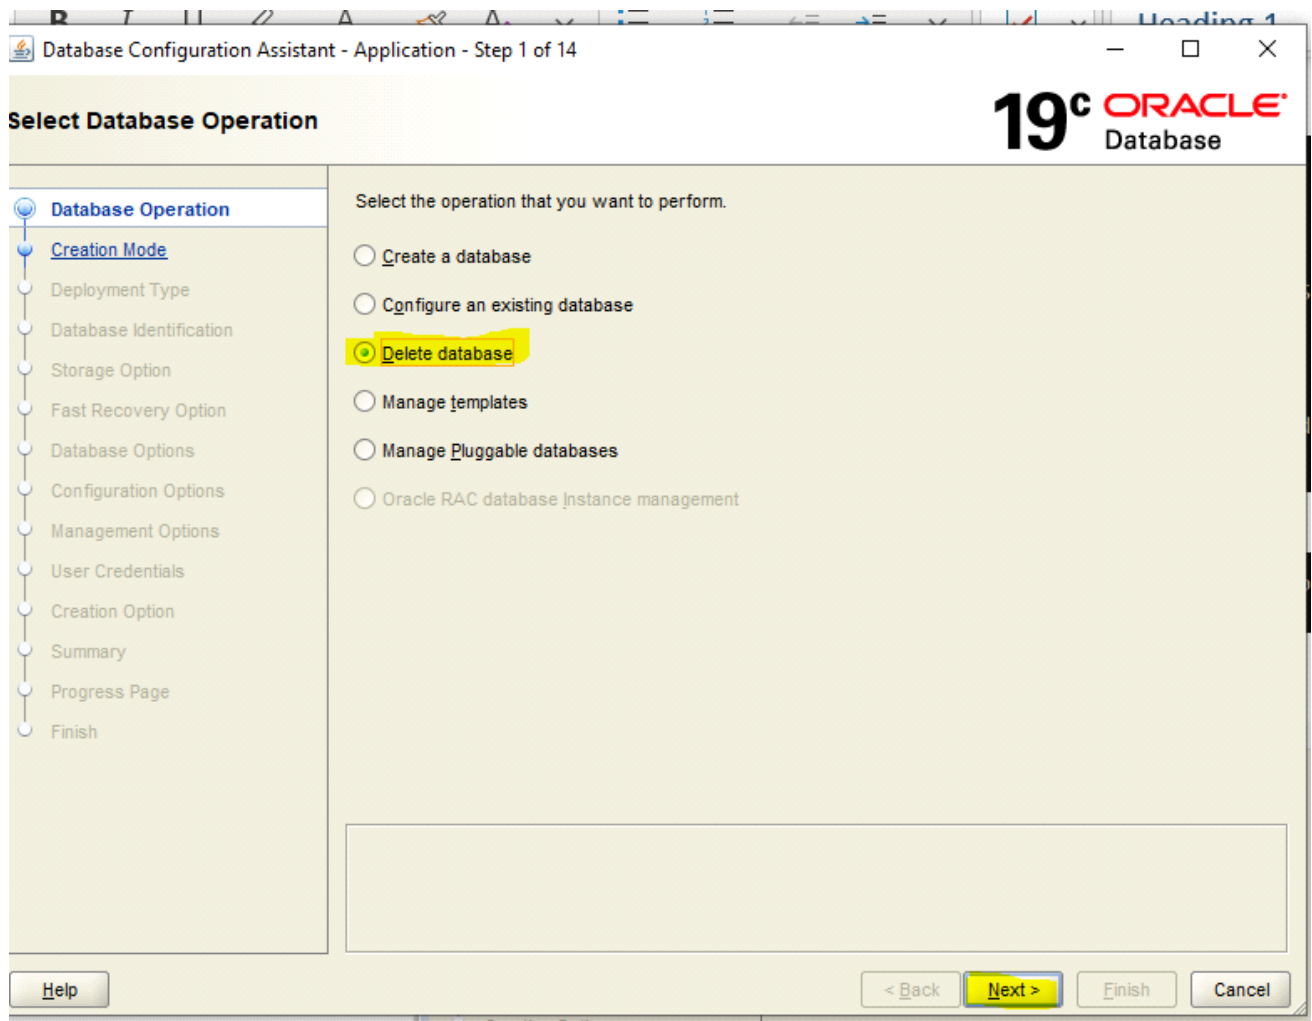 Heading 1
Database Configuration Assistant - Application - Step 1 of 14
Select Database Operation
19c ORACLE
Database
Database Operation
Creation Mode
Deployment Type
Database Identification
Storage Option
Fast Recovery Option
Database Options
Configuration Options
Management Options
User Credentials
Creation Option
Summary
Progress Page
Finish
Select the operation that you want to perform.
Create a database
Configure an existing database
Delete database
Manage templates
Manage Pluggable databases
Oracle RAC database Instance management
Help
< Back
Next >
Finish
Cancel